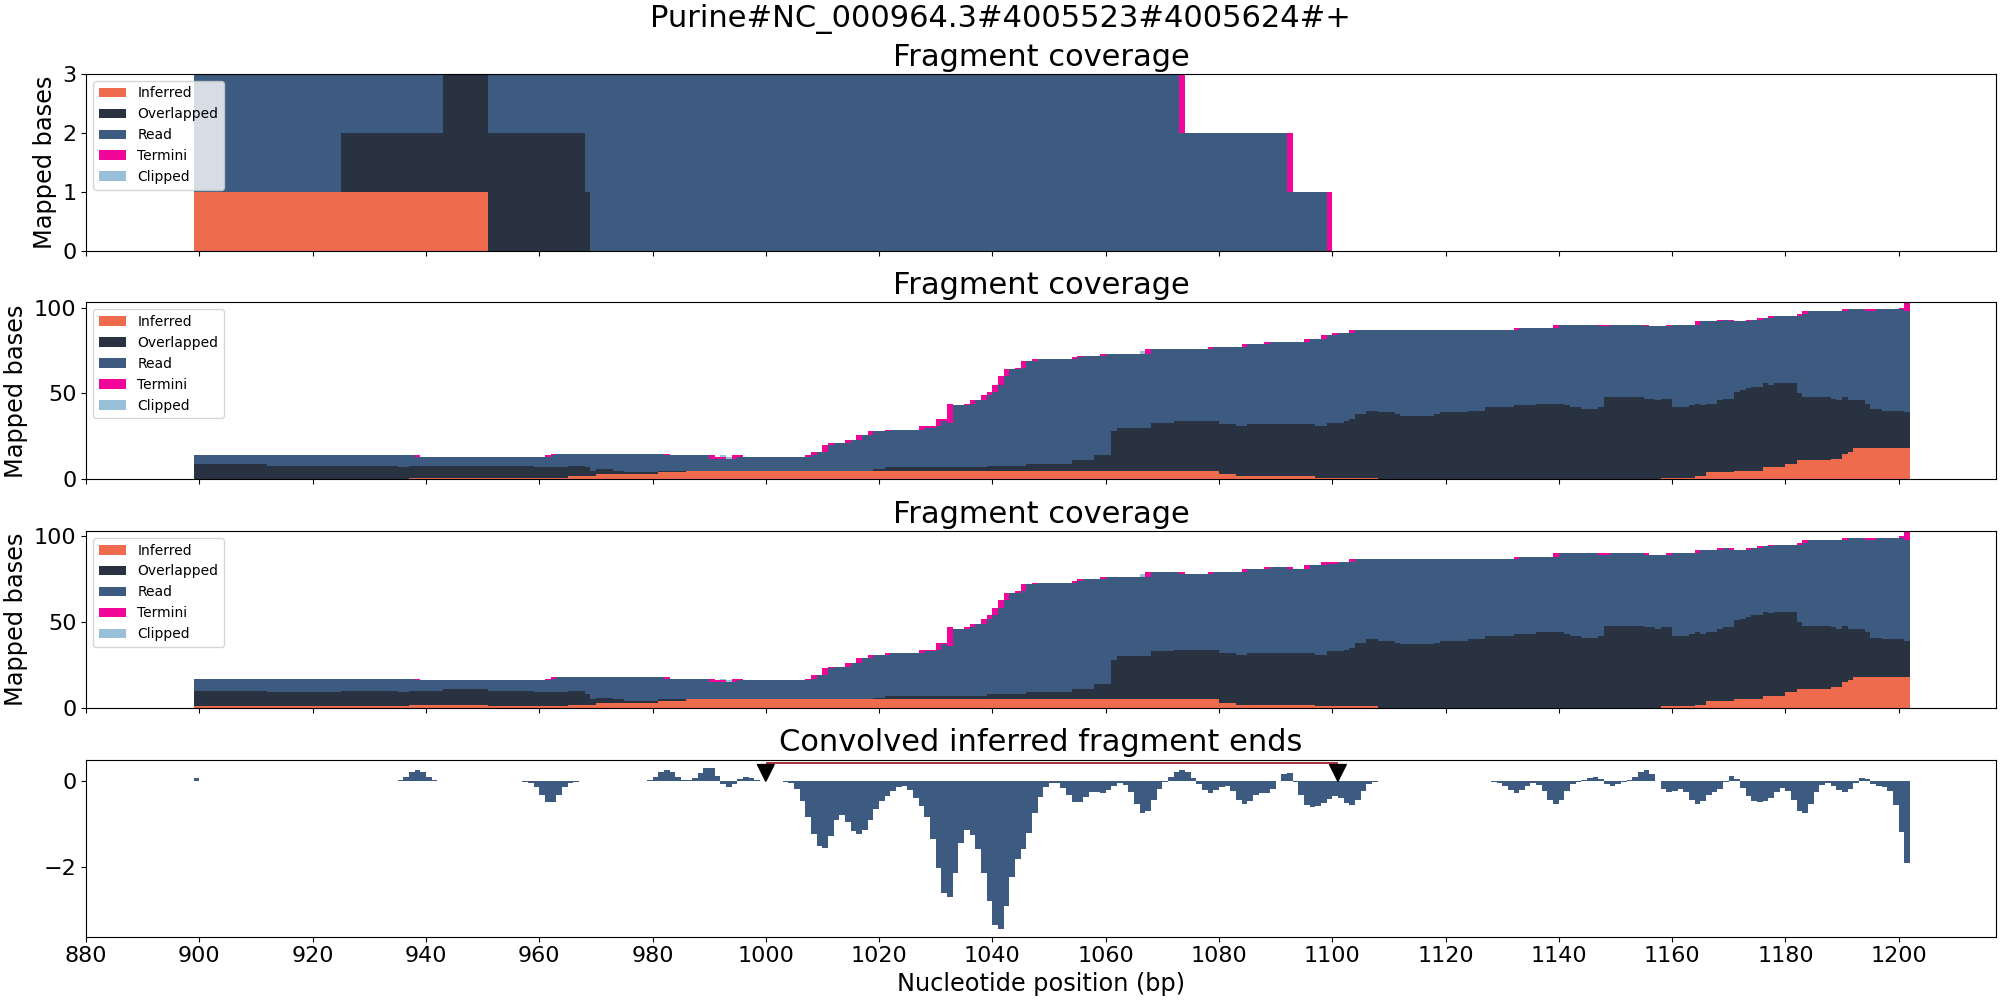 Purine#NC_000964.3#4005523#4005624#+
Fragment coverage
Mapped bases
3
2
1
0
Inferred
Overlapped
Read
Termini
Clipped
Fragment coverage
Mapped bases
100
50
0
Inferred
Overlapped
Read
Termini
Clipped
Fragment coverage
Mapped bases
100
50
0
Inferred
Overlapped
Read
Termini
Clipped
Convolved inferred fragment ends
0
−2
880 900 920 940 960 980 1000 1020 1040 1060 1080 1100 1120 1140 1160 1180 1200
Nucleotide position (bp)